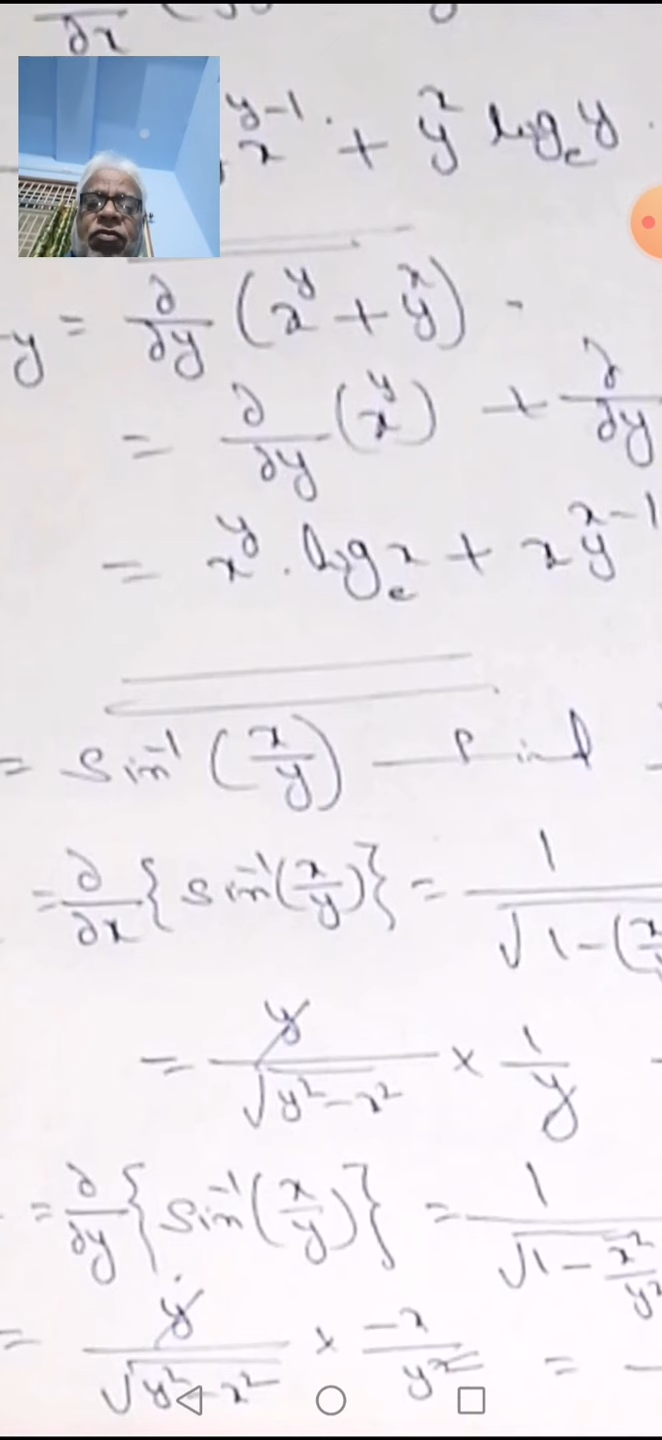 ∂x
x^(y-1) + y^x log_e y
y = ∂/∂y (x^y + y^x)
= ∂/∂y (x^y) + ∂/∂y
= x^y . log_e x + x y^(x-1)
= Sin^-1 (x/y) — Find
= ∂/∂x { Sin^-1 (x/y) } = 1/√(1-(x
= y/√(y²-x²) × 1/y
= ∂/∂y { Sin^-1 (x/y) } = 1/√(1 - x²/y²
= y/√(y²-x²) × -x/y² = -